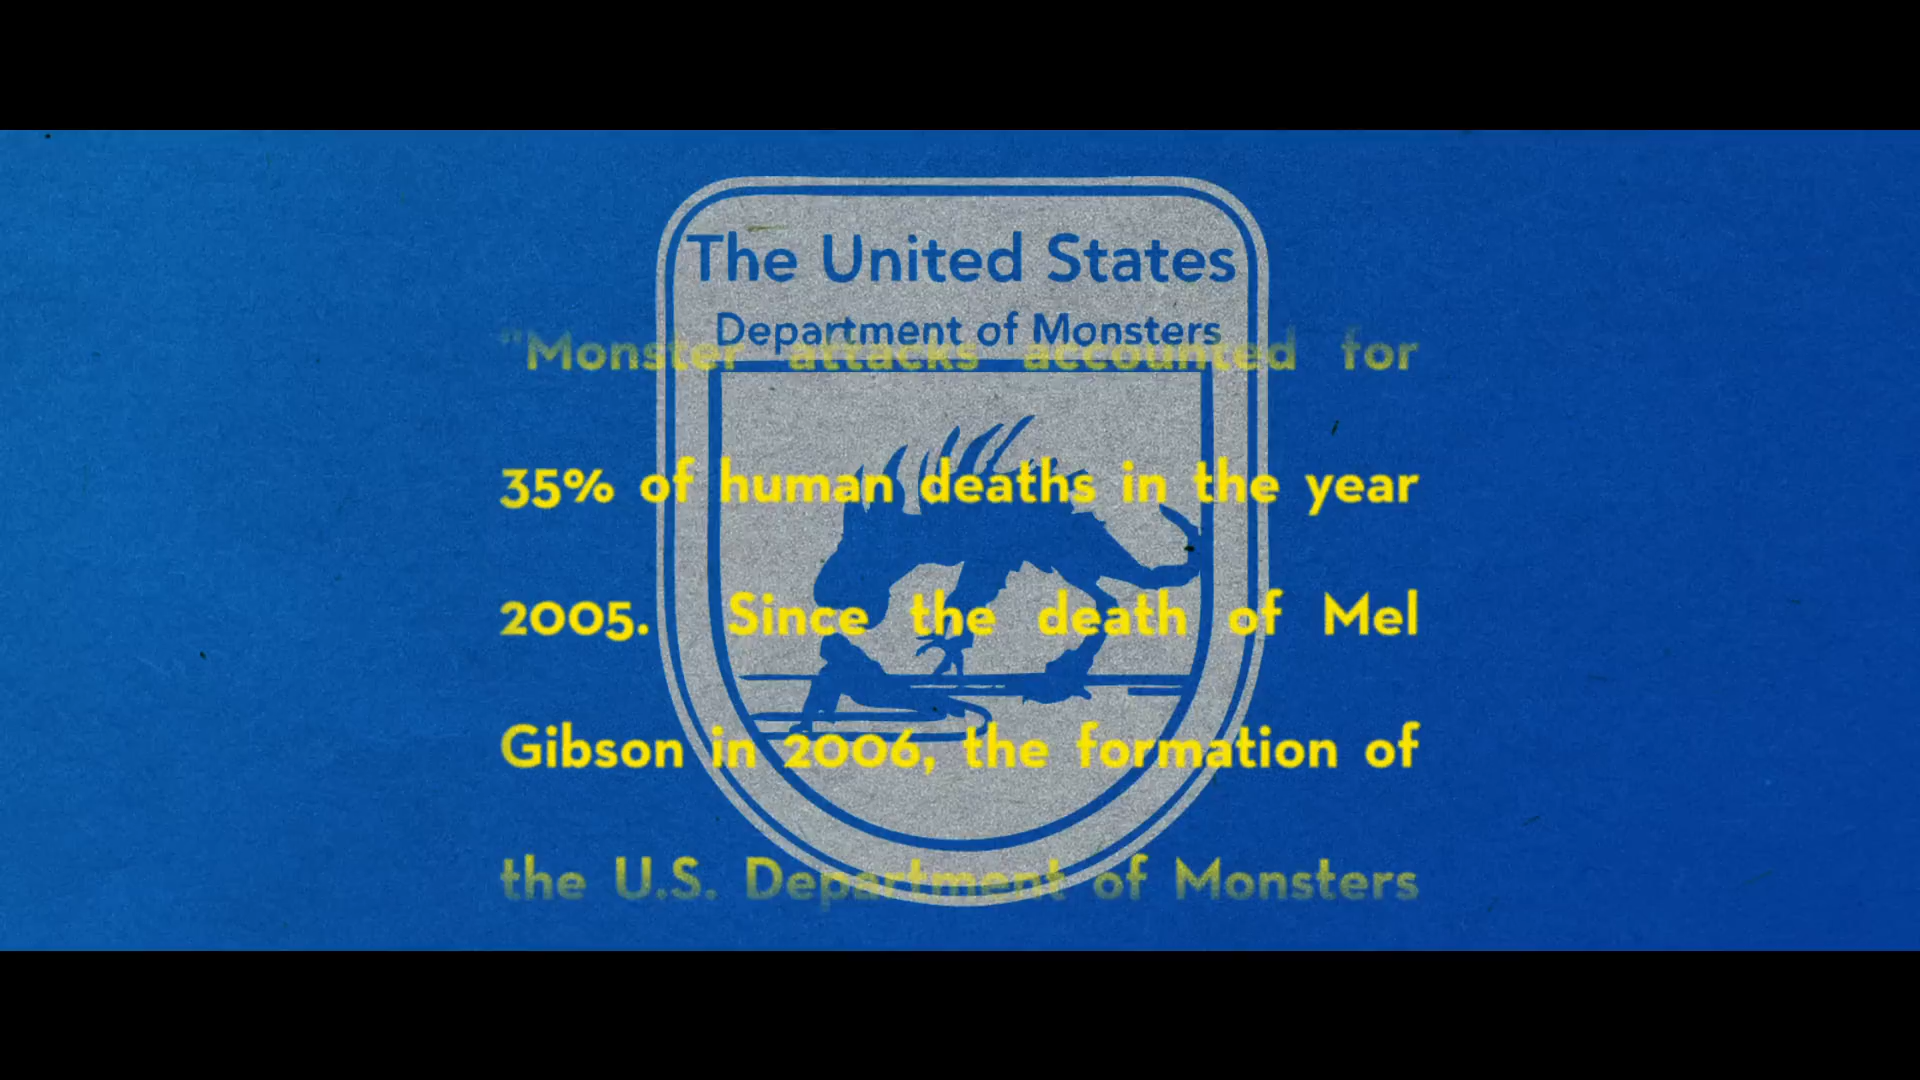 The United States
Department of Monsters
"Monster attacks accounted for
35% of human deaths in the year
2005. Since the death of Mel
Gibson in 2006, the formation of
the U.S. Department of Monsters